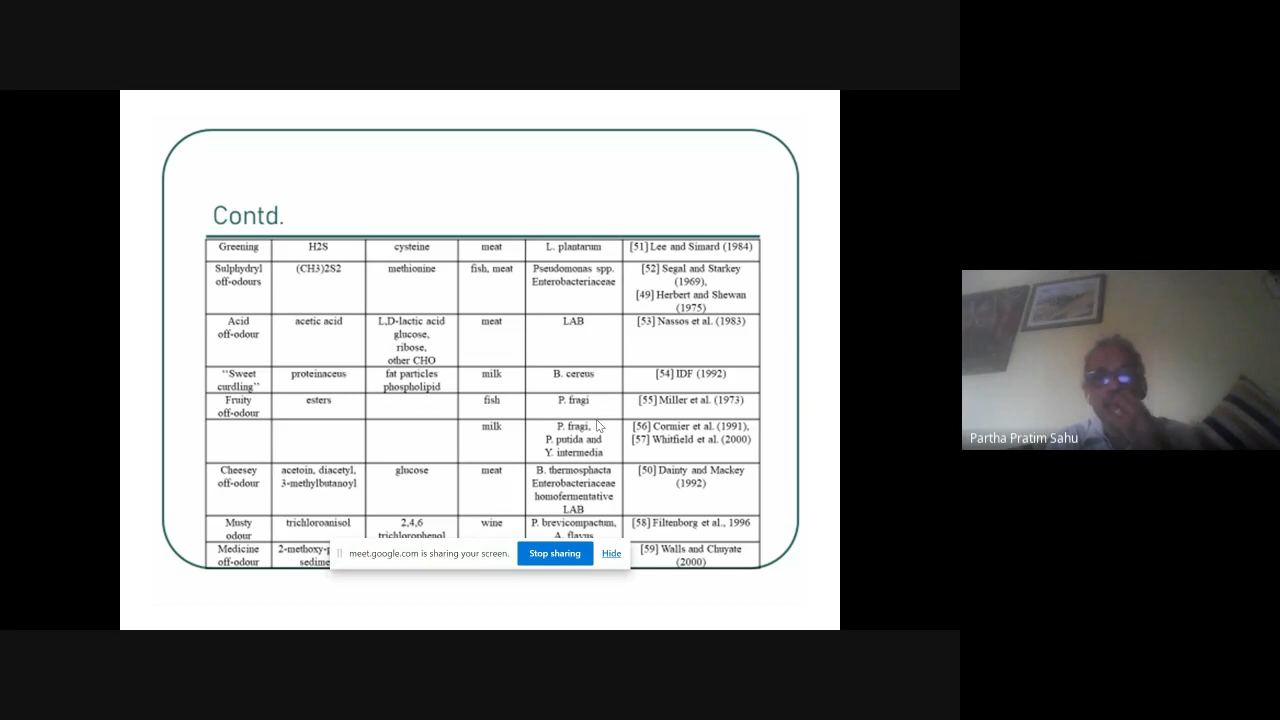 Contd.
Greening H2S cysteine meat L. plantarum [51] Lee and Simard (1984)
Sulphydryl (CH3)2S2 methionine fish, meat Pseudomonas spp. [52] Segal and Starkey
off-odours Enterobacteriaceae (1969),
[49] Herbert and Shewan
(1975)
Acid acetic acid L,D-lactic acid meat LAB [53] Nassos et al. (1983)
off-odour glucose,
ribose,
other CHO
"Sweet proteinaceus fat particles milk B. cereus [54] IDF (1992)
curdling" phospholipid
Fruity esters fish P. fragi [55] Miller et al. (1973)
off-odour
milk P. fragi, [56] Cormier et al. (1991),
P. putida and [57] Whitfield et al. (2000)
Y. intermedia
Cheesey acetoin, diacetyl, glucose meat B. thermosphacta [50] Dainty and Mackey
off-odour 3-methylbutanoyl Enterobacteriaceae (1992)
homofermentative
LAB
Musty trichloroanisol 2,4,6 wine P. brevicompactum, [58] Filtenborg et al., 1996
odour trichlorophenol A. flavus
Medicine 2-methoxy-p [59] Walls and Chuyate
off-odour sedime (2000)
meet.google.com is sharing your screen. Stop sharing Hide
Partha Pratim Sahu